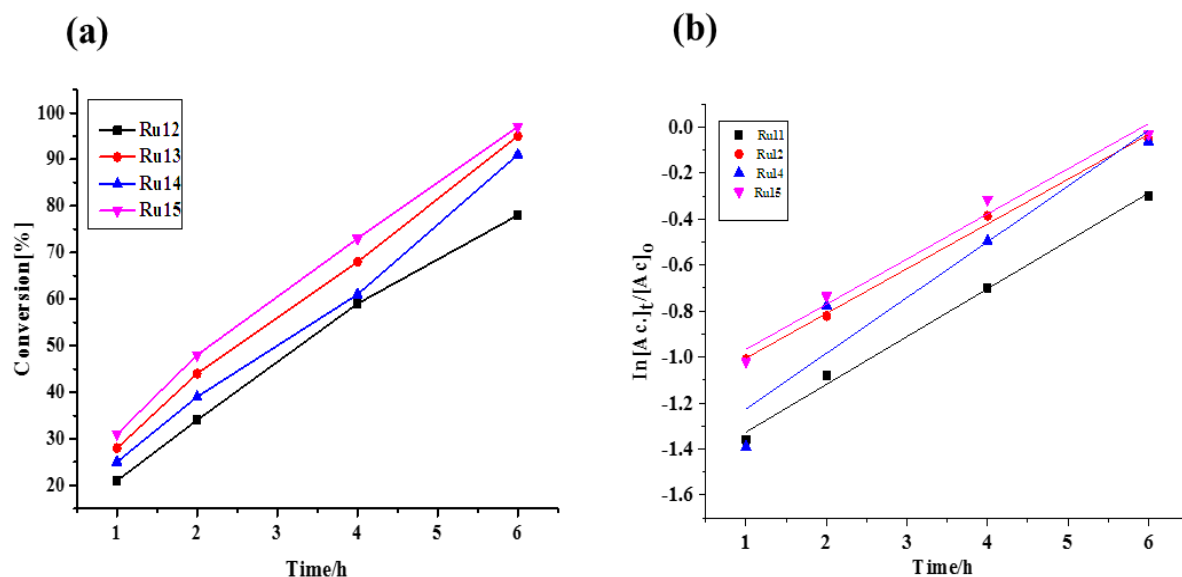 (a)
Conversion[%]
100
90
80
70
60
50
40
30
20
Ru12
Ru13
Ru14
Ru15
1
2
3
4
5
6
Time/h
(b)
ln[Ac.]t/[Ac]o
0.0
-0.2
-0.4
-0.6
-0.8
-1.0
-1.2
-1.4
-1.6
Ru11
Ru12
Ru14
Ru15
1
2
3
4
5
6
Time/h